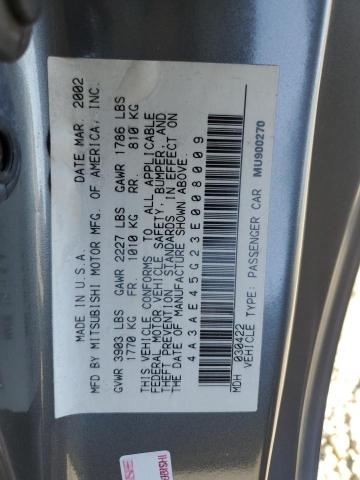 MADE IN U.S.A. DATE MAR. 2002
MFD BY MITSUBISHI MOTOR MFG. OF AMERICA, INC.
GVWR 3903 LBS GAWR 2227 LBS GAWR 1786 LBS
1770 KG FR. 1010 KG RR. 810 KG
THIS VEHICLE CONFORMS TO ALL APPLICABLE
FEDERAL MOTOR VEHICLE SAFETY, BUMPER, AND
THEFT PREVENTION STANDARDS IN EFFECT ON
THE DATE OF MANUFACTURE SHOWN ABOVE.
4A3AE45G23E008009
MDH 030422
VEHICLE TYPE: PASSENGER CAR MU900270